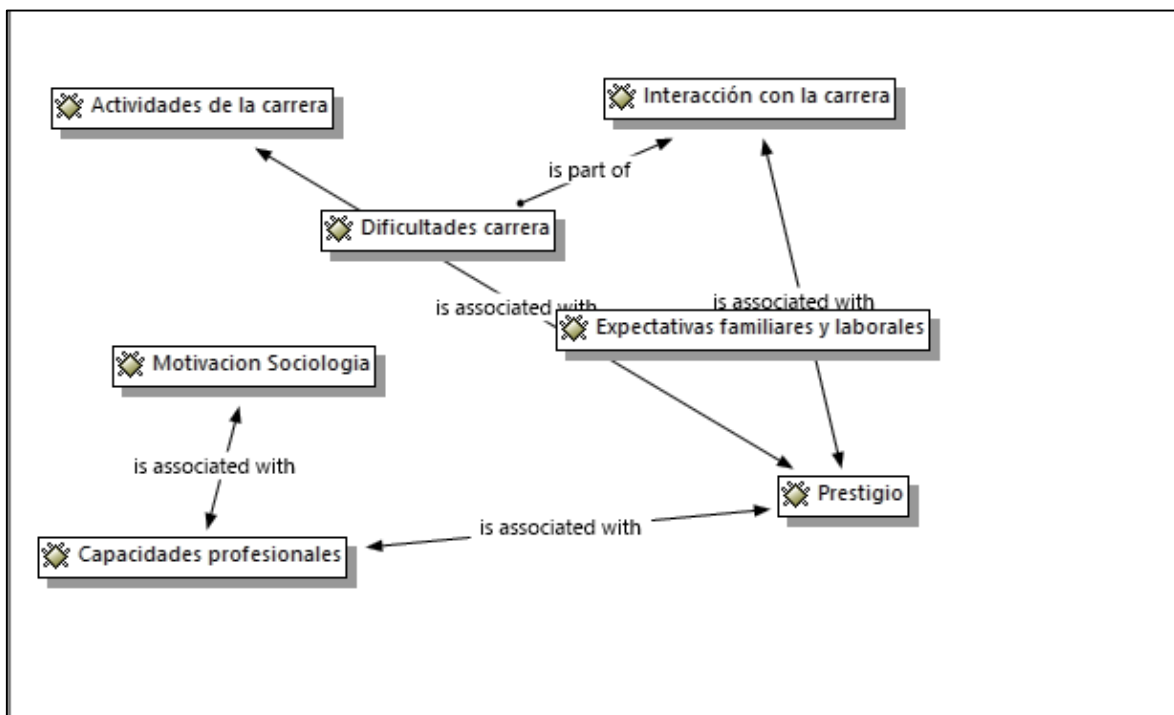 Actividades de la carrera
Interacción con la carrera
is part of
Dificultades carrera
is associated with
is associated with
Expectativas familiares y laborales
Motivacion Sociologia
is associated with
Prestigio
is associated with
Capacidades profesionales